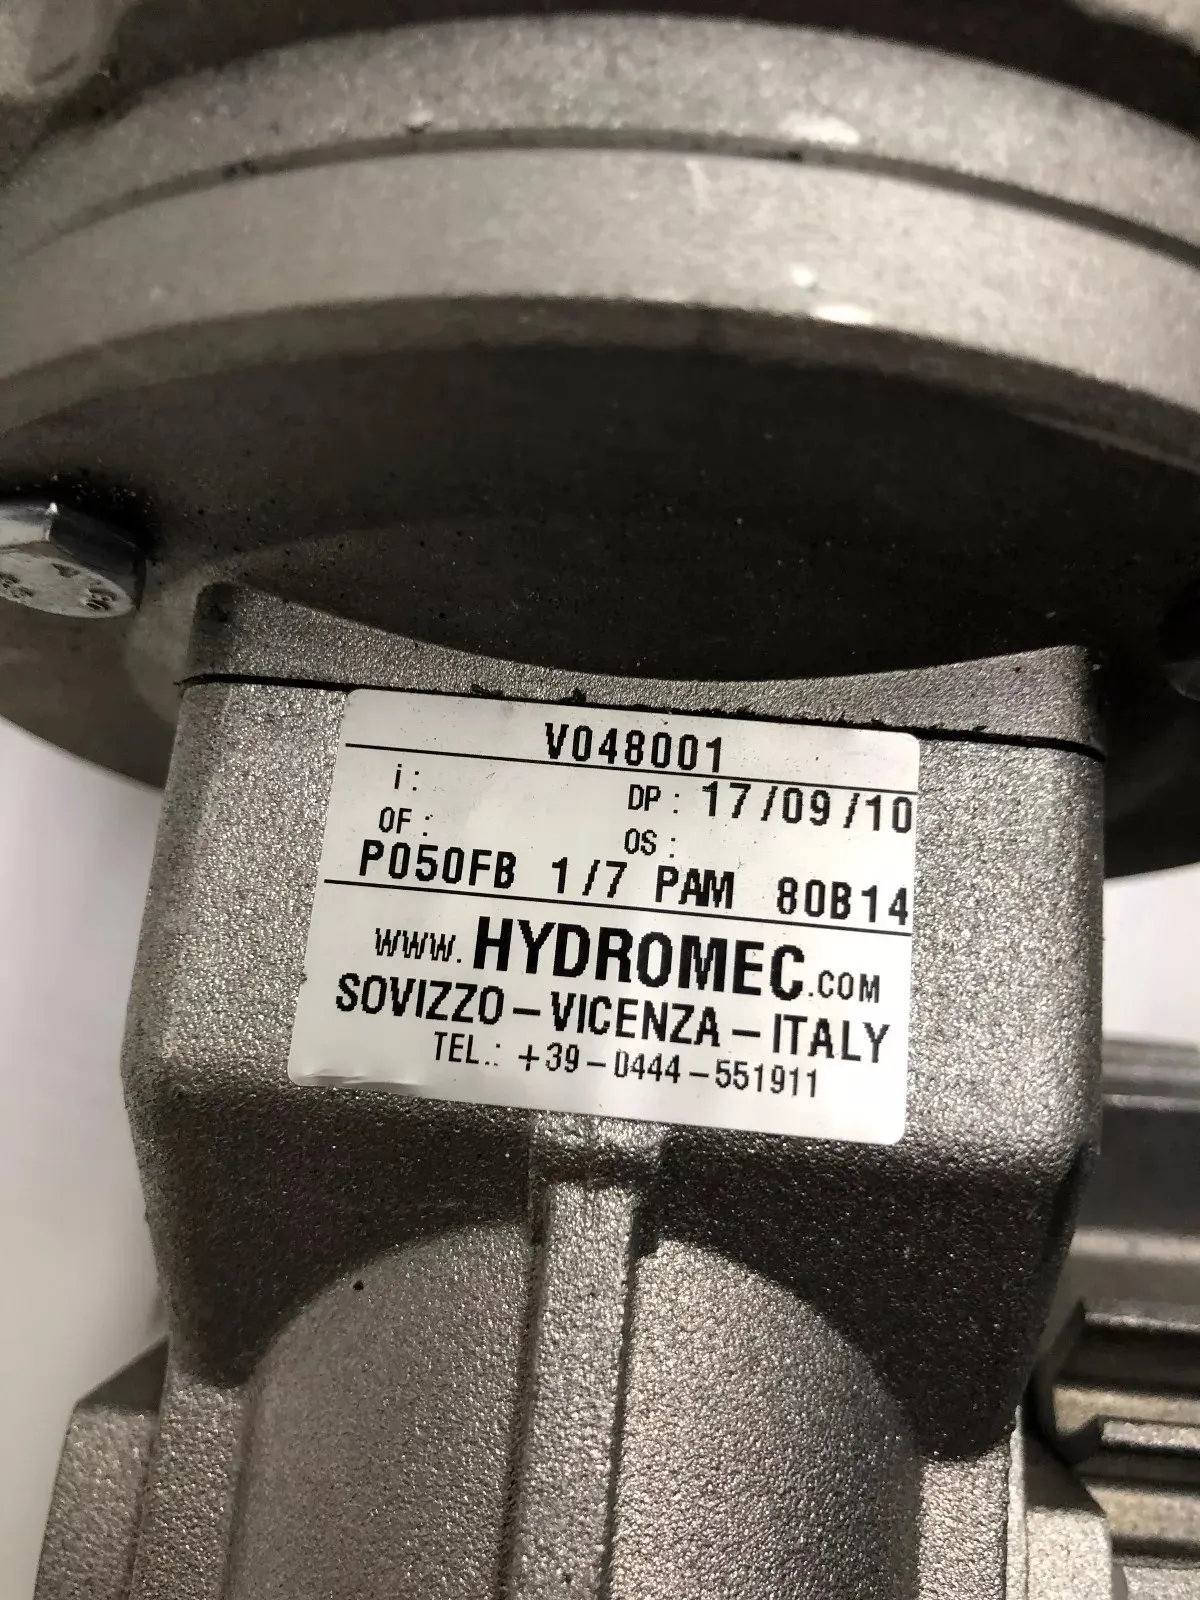 V048001
i: DP: 17/09/10
OF: OS:
P050FB 1/7 PAM 80B14
www.HYDROMEC.COM
SOVIZZO-VICENZA-ITALY
TEL.: +39-0444-551911